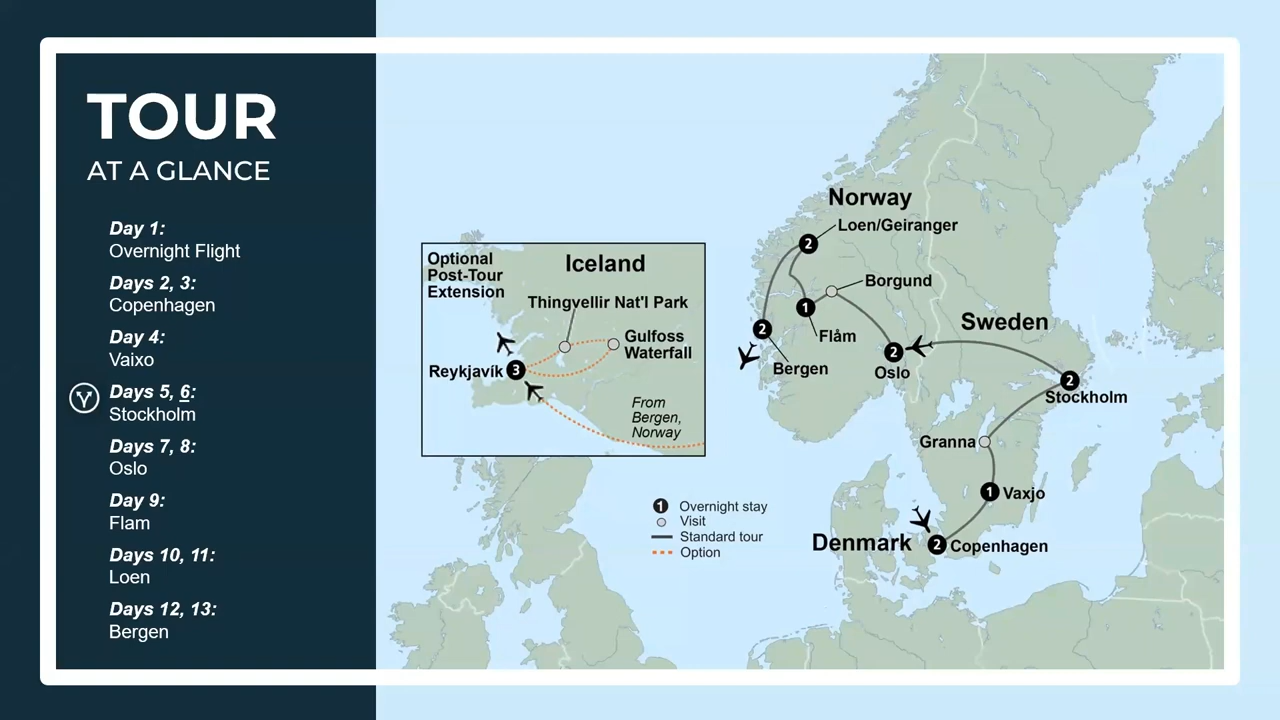 TOUR
AT A GLANCE
Day 1:
Overnight Flight
Days 2, 3:
Copenhagen
Day 4:
Vaixo
Days 5, 6:
Stockholm
Days 7, 8:
Oslo
Day 9:
Flam
Days 10, 11:
Loen
Days 12, 13:
Bergen
Optional
Post-Tour
Extension
Iceland
Thingvellir Nat'l Park
Gulfoss
Waterfall
Reykjavík
3
From
Bergen,
Norway
1 Overnight stay
Visit
Standard tour
Option
Norway
Loen/Geiranger
2
Borgund
1
Flåm
2
Bergen
2
Oslo
Sweden
2
Stockholm
Granna
1 Vaxjo
Denmark
2 Copenhagen